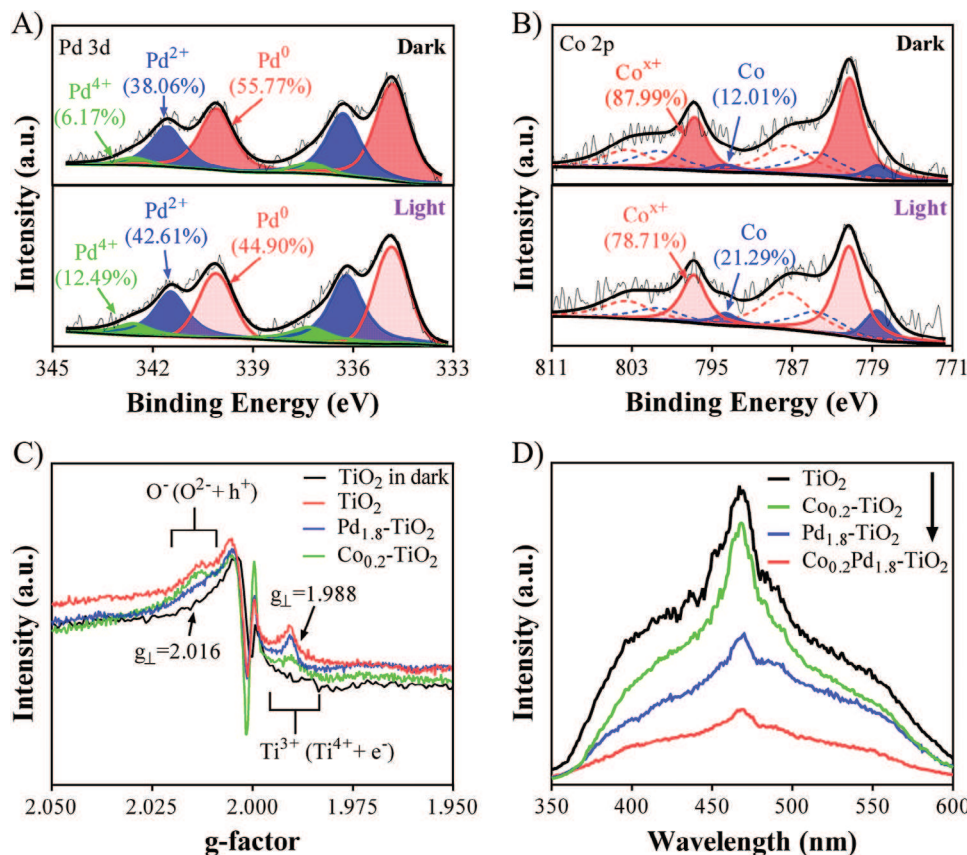 A)
Pd 3d
Dark
Pd⁴⁺
(6.17%)
Pd²⁺
(38.06%)
Pd⁰
(55.77%)
Light
Pd⁴⁺
(12.49%)
Pd²⁺
(42.61%)
Pd⁰
(44.90%)
Intensity (a.u.)
345 342 339 336 333
Binding Energy (eV)
B)
Co 2p
Dark
Coˣ⁺
(87.99%)
Co
(12.01%)
Light
Coˣ⁺
(78.71%)
Co
(21.29%)
Intensity (a.u.)
811 803 795 787 779 771
Binding Energy (eV)
C)
O⁻ (O²⁻+ h⁺)
TiO₂ in dark
TiO₂
Pd₁.₈-TiO₂
Co₀.₂-TiO₂
g⊥=1.988
g⊥=2.016
Ti³⁺ (Ti⁴⁺+ e⁻)
Intensity (a.u.)
2.050 2.025 2.000 1.975 1.950
g-factor
D)
TiO₂
Co₀.₂-TiO₂
Pd₁.₈-TiO₂
Co₀.₂Pd₁.₈-TiO₂
Intensity (a.u.)
350 400 450 500 550 600
Wavelength (nm)